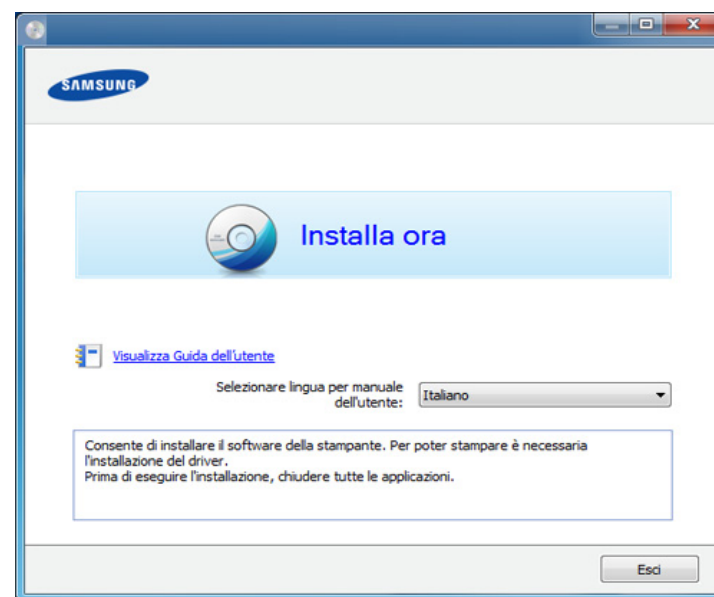 SAMSUNG
Installa ora
Visualizza Guida dell'utente
Selezionare lingua per manuale
dell'utente:
Italiano
Consente di installare il software della stampante. Per poter stampare è necessaria
l'installazione del driver.
Prima di eseguire l'installazione, chiudere tutte le applicazioni.
Esci